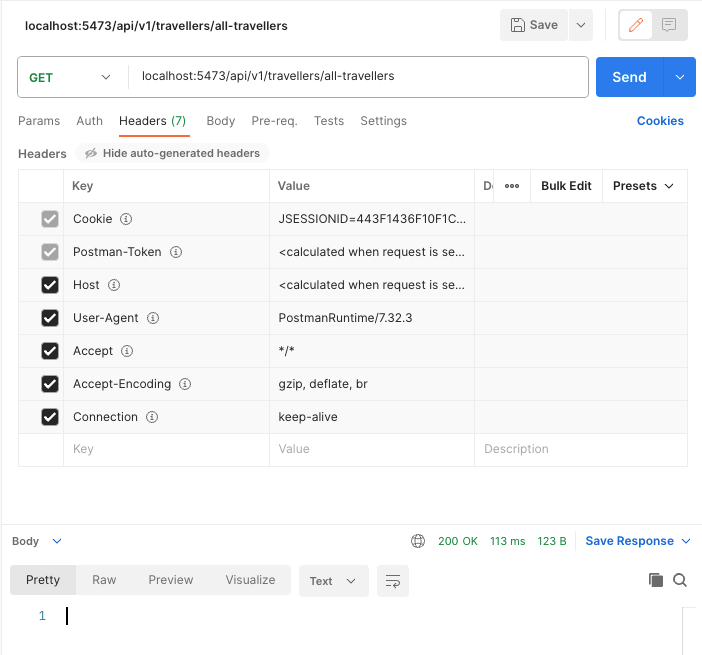 localhost:5473/api/v1/travellers/all-travellers Save
GET localhost:5473/api/v1/travellers/all-travellers Send
Params Auth Headers (7) Body Pre-req. Tests Settings Cookies
Headers Hide auto-generated headers
Key Value De ••• Bulk Edit Presets
Cookie JSESSIONID=443F1436F10F1C...
Postman-Token <calculated when request is se...
Host <calculated when request is se...
User-Agent PostmanRuntime/7.32.3
Accept */*
Accept-Encoding gzip, deflate, br
Connection keep-alive
Key Value Description
Body 200 OK 113 ms 123 B Save Response
Pretty Raw Preview Visualize Text
1